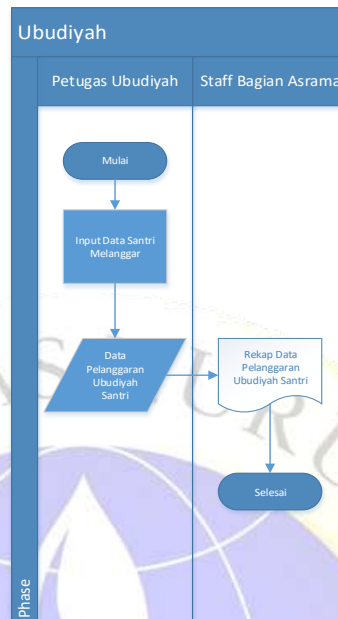 Ubudiyah
Petugas Ubudiyah
Staff Bagian Asrama
Mulai
Input Data Santri
Melanggar
Data
Pelanggaran
Ubudiyah
Santri
Rekap Data
Pelanggaran
Ubudiyah Santri
Selesai
Phase